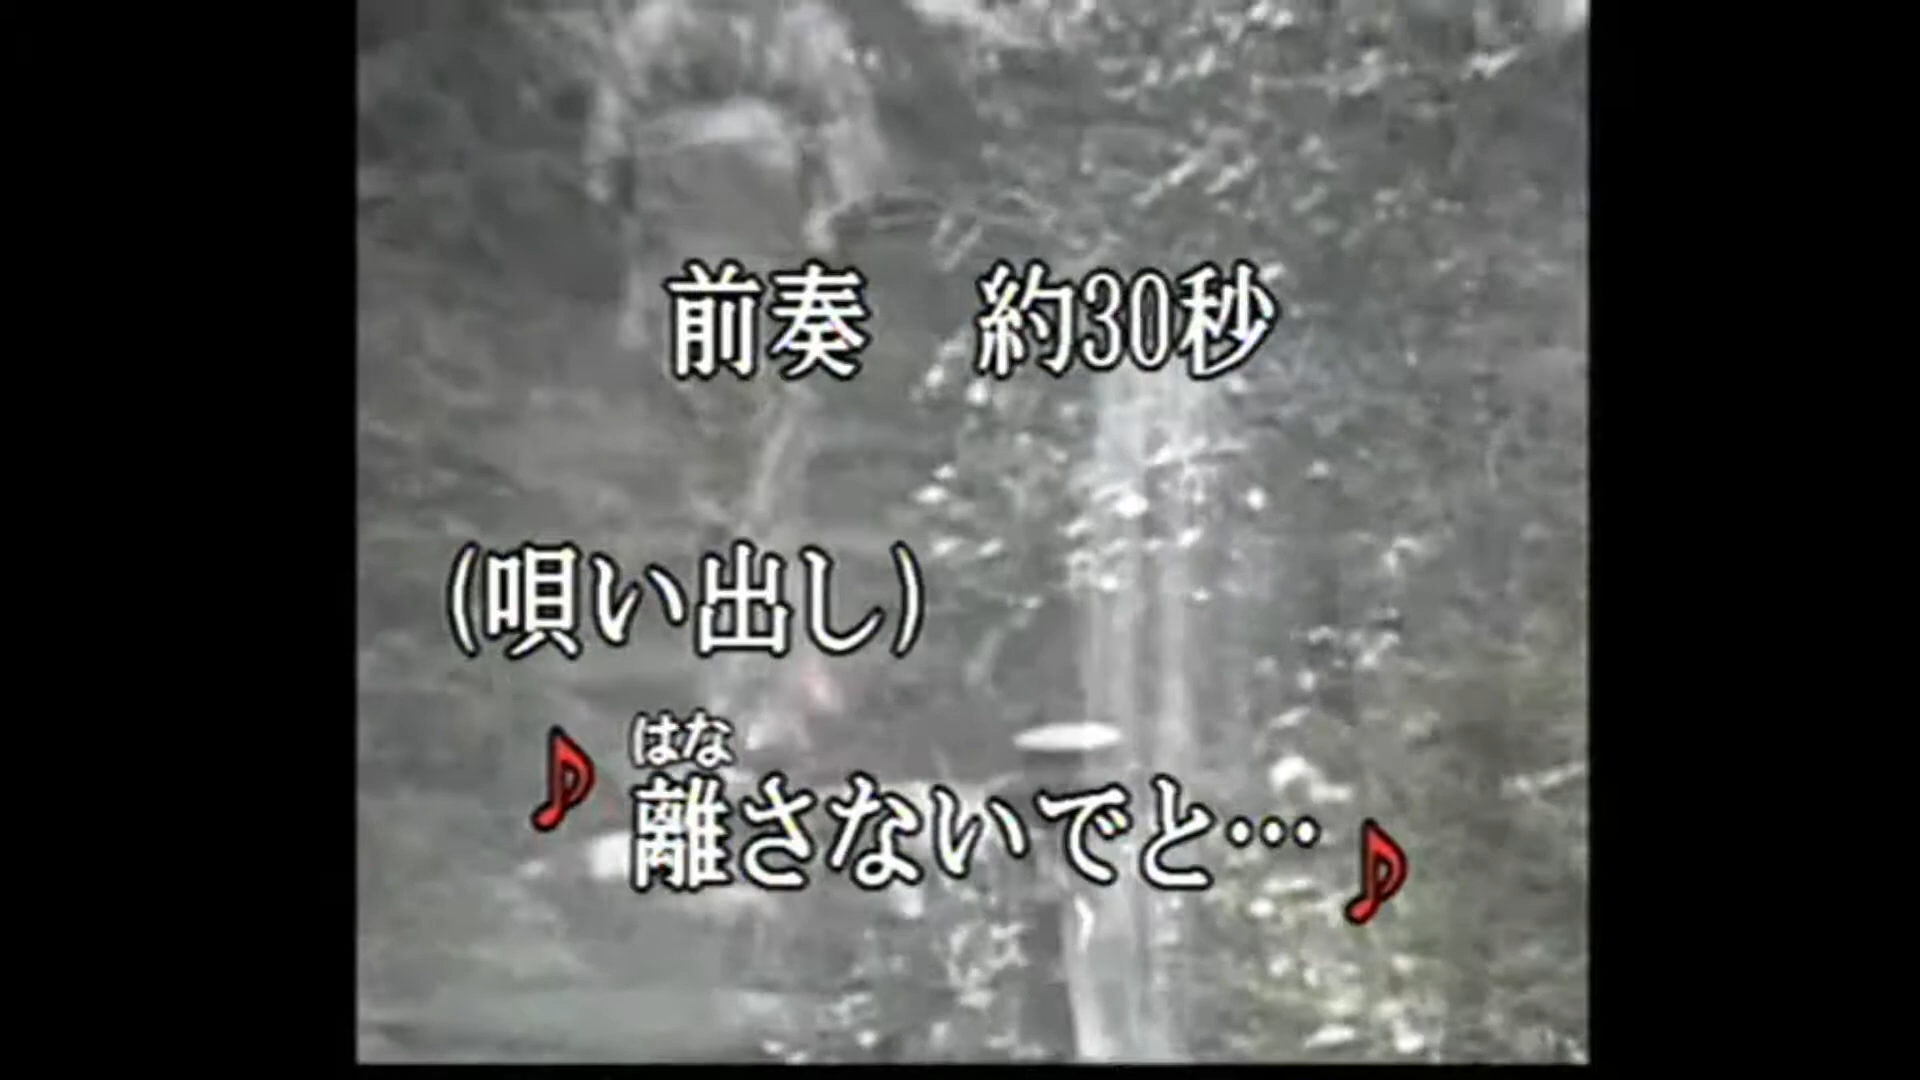 前奏　約30秒
(唄い出し)
はな
♪ 離さないでと… ♪